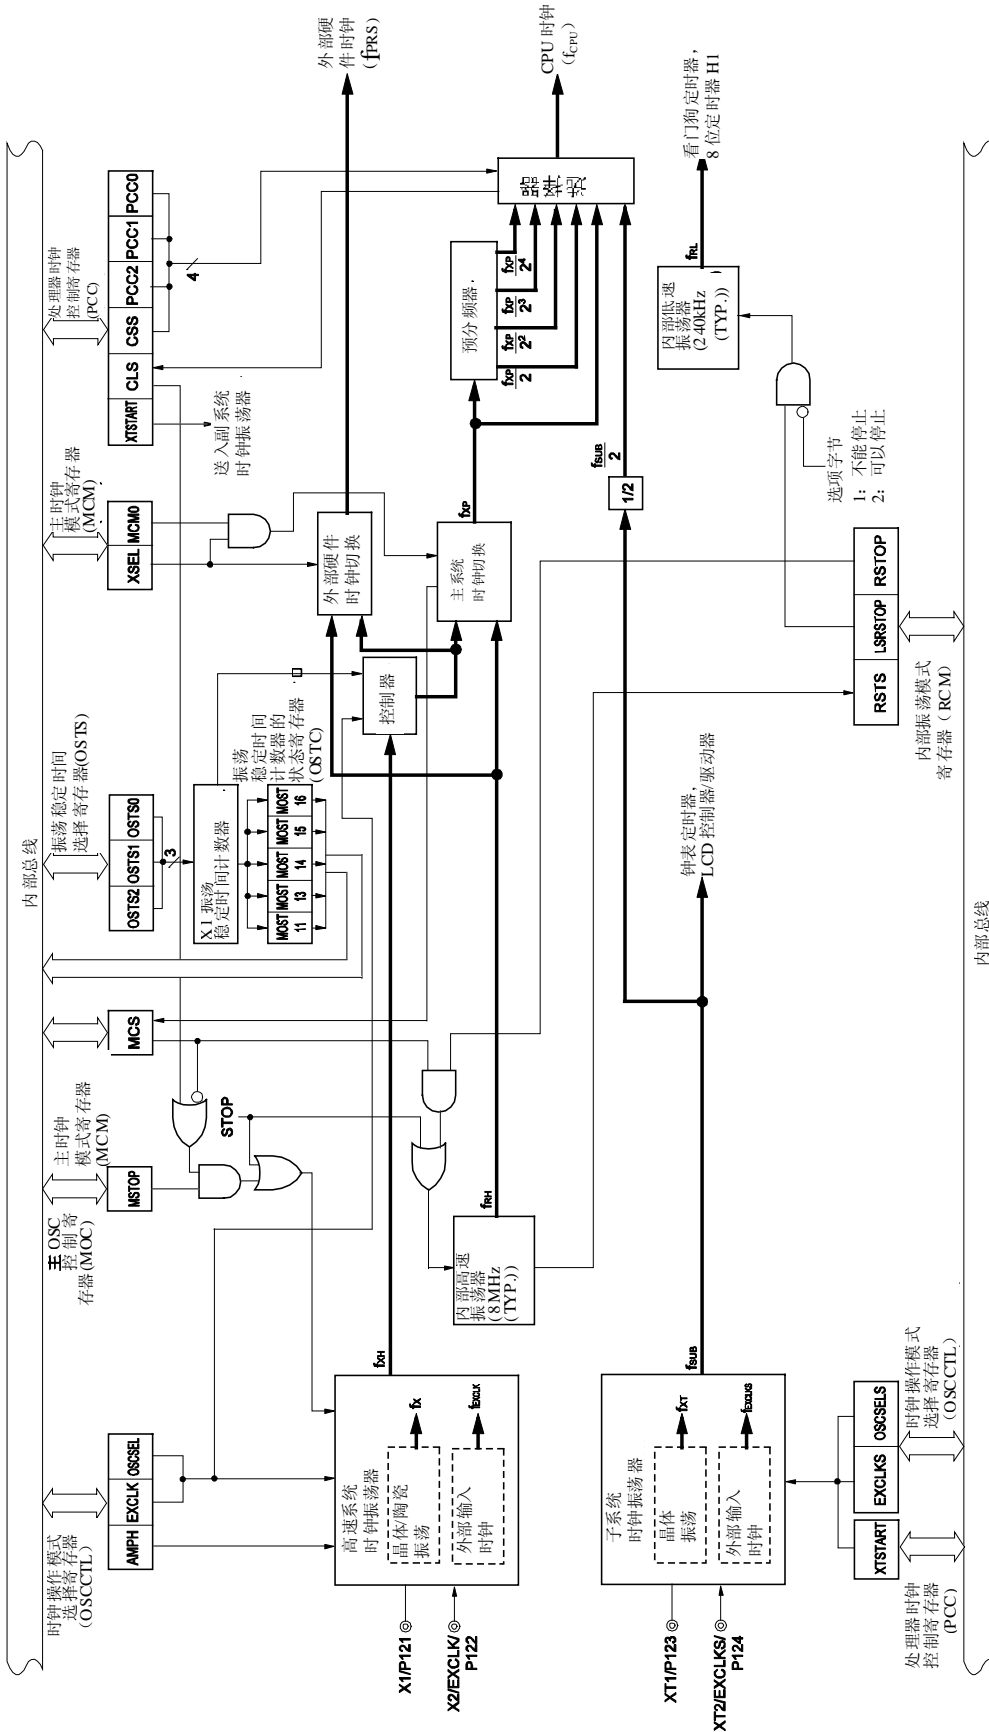 内部总线
时钟操作模式
选择寄存器
(OSCCTL)
AMPH
EXCLK
OSCSEL
主OSC
控制寄
存器(MOC)
MSTOP
主时钟
模式寄存器
(MCM)
MCS
振荡稳定时间
选择寄存器(OSTS)
OSTS2
OSTS1
OSTS0
3
主时钟
模式寄存器
(MCM)
XSEL
MCM0
处理器时钟
控制寄存器
(PCC)
XTSTART
CLS
CSS
PCC2
PCC1
PCC0
4
送入副系统
时钟振荡器
X1振荡
稳定时间计数器
振荡
稳定时间
计数器的
状态寄存器
(OSTC)
MOST
11
MOST
13
MOST
14
MOST
15
MOST
16
STOP
高速系统
时钟振荡器
晶体/陶瓷
振荡
fX
外部输入
时钟
fEXCLK
X1/P121
X2/EXCLK/
P122
fXH
控制器
外部硬件
时钟切换
外部硬
件时钟
(fPRS)
内部高速
振荡器
(8MHz
(TYP.))
fRH
主系统
时钟切换
fXP
预分频器,
fXP
2
fXP
2²
fXP
2³
fXP
2⁴
选择器
CPU时钟
(fCPU)
子系统
时钟振荡器
晶体
振荡
fXT
外部输入
时钟
fEXCLKS
XT1/P123
XT2/EXCLKS/
P124
fSUB
钟表定时器,
LCD控制器/驱动器
1/2
fSUB
2
内部低速
振荡器
(240kHz
(TYP.))
fRL
看门狗定时器,
8位定时器H1
选项字节
1: 不能停止
2: 可以停止
处理器时钟
控制寄存器
(PCC)
XTSTART
EXCLKS
OSCSELS
时钟操作模式
选择寄存器
(OSCCTL)
RSTS
LSRSTOP
RSTOP
内部振荡模式
寄存器(RCM)
内部总线